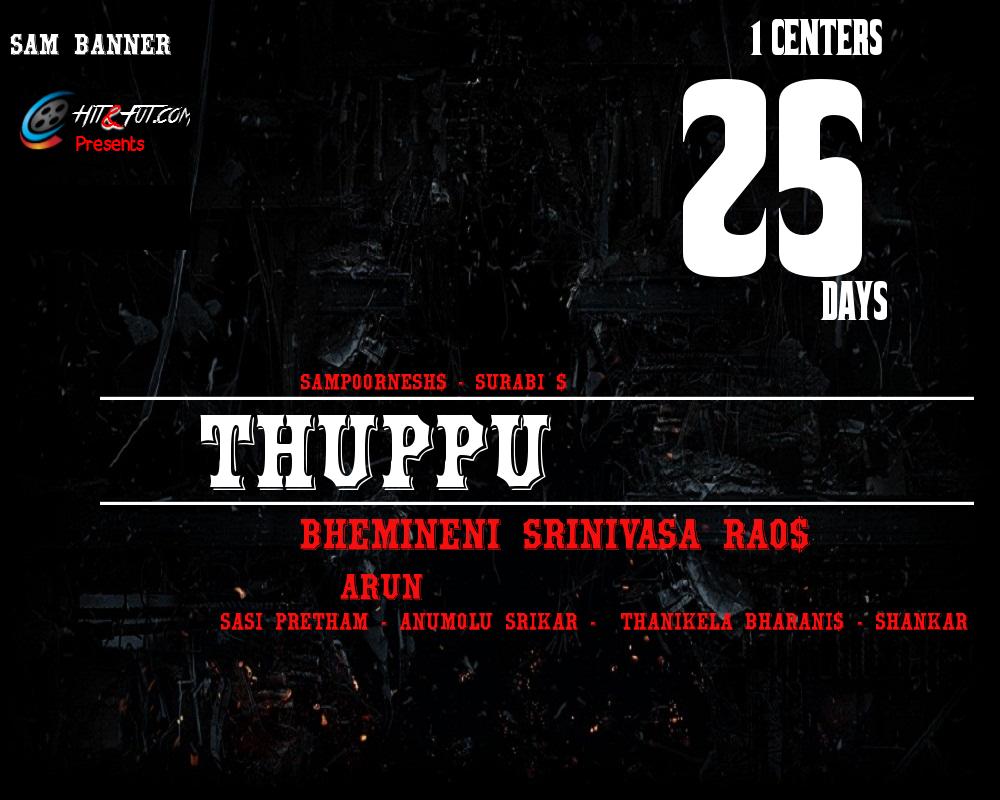 SAM BANNER
1 CENTERS
25
DAYS
HIT&FUT.COM
Presents
SAMPOORNESH$ - SURABI $
THUPPU
BHEMINENI SRINIVASA RAO$
ARUN
SASI PRETHAM - ANUMOLU SRIKAR - THANIKELA BHARANI$ - SHANKAR